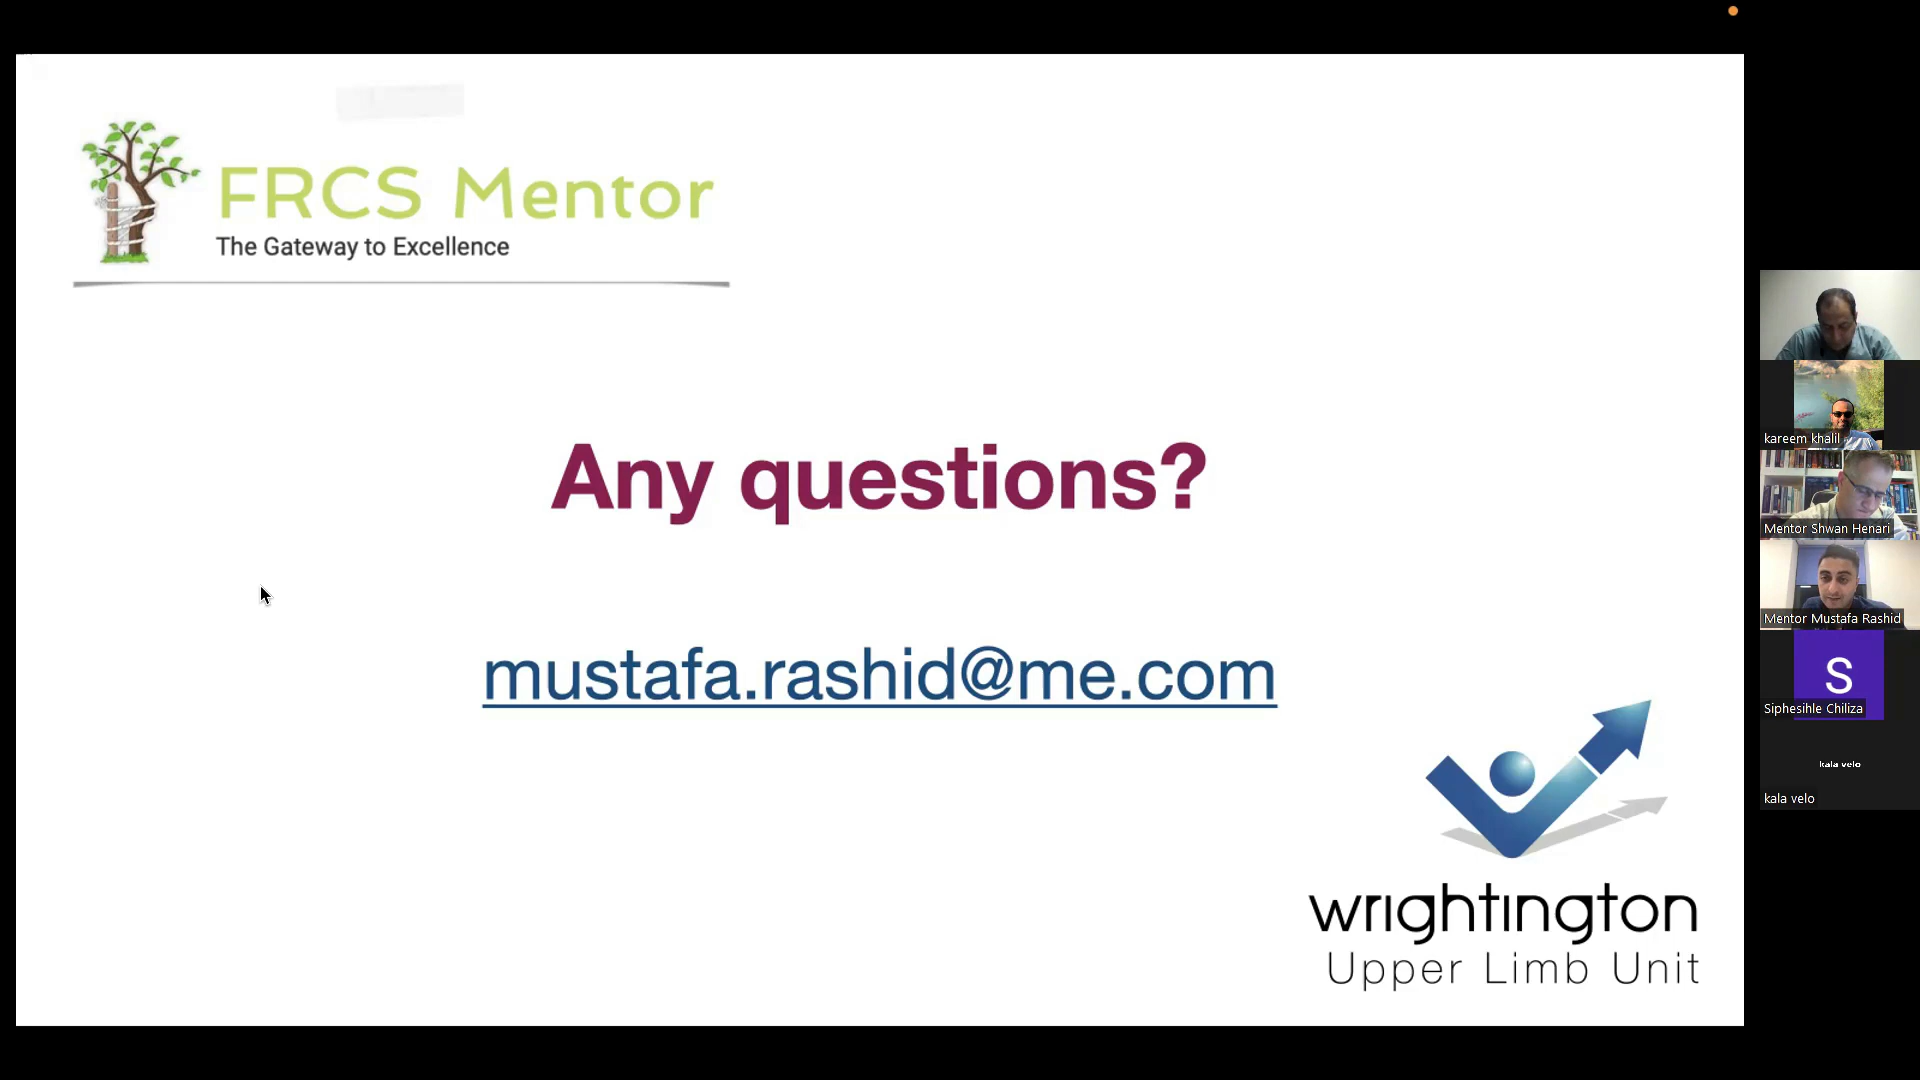 FRCS Mentor
The Gateway to Excellence
Any questions?
mustafa.rashid@me.com
wrightington
Upper Limb Unit
kareem khalil
Mentor Shwan Henari
Mentor Mustafa Rashid
S
Siphesihle Chiliza
kala velo
kala velo